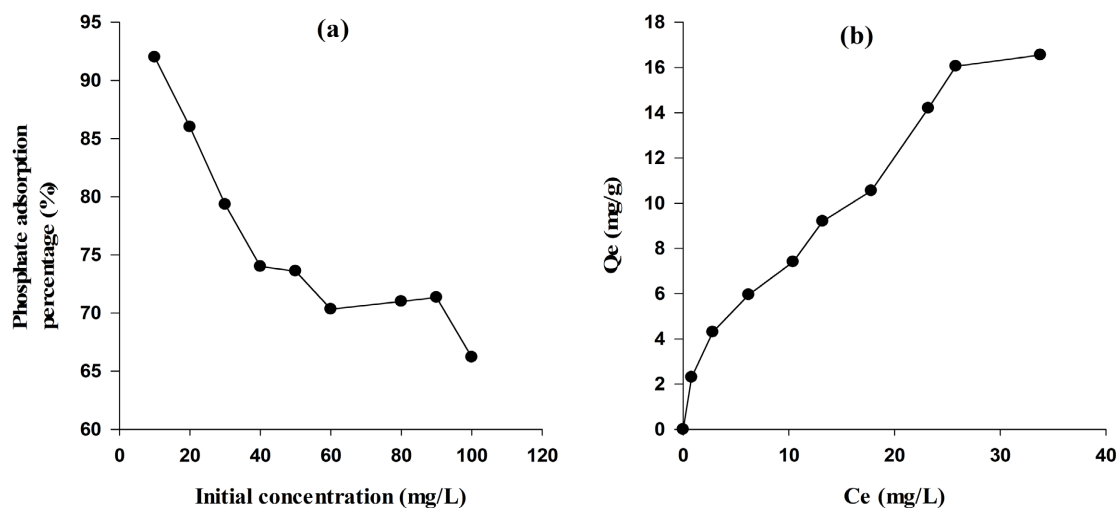 (a)
95
90
85
80
75
70
65
60
Phosphate adsorption
percentage (%)
0 20 40 60 80 100 120
Initial concentration (mg/L)
(b)
18
16
14
12
10
8
6
4
2
0
Qe (mg/g)
0 10 20 30 40
Ce (mg/L)